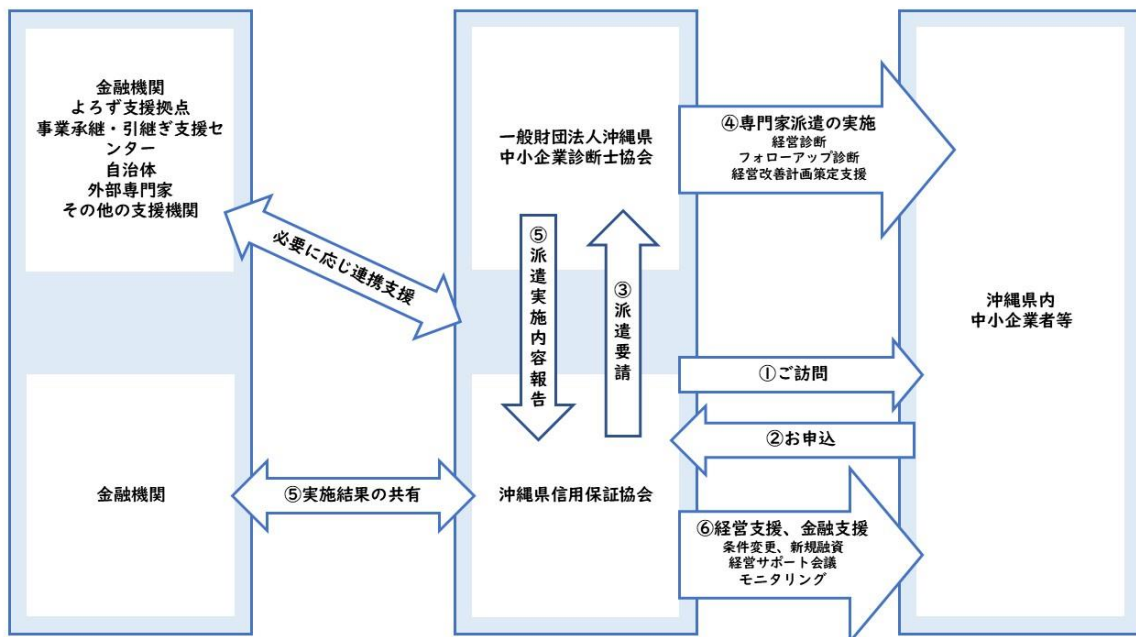 金融機関
よろず支援拠点
事業承継・引継ぎ支援セ
ンター
自治体
外部専門家
その他の支援機関
必要に応じ連携支援
金融機関
⑤実施結果の共有
一般財団法人沖縄県
中小企業診断士協会
⑤派遣実施内容報告
③派遣要請
沖縄県信用保証協会
④専門家派遣の実施
経営診断
フォローアップ診断
経営改善計画策定支援
①ご訪問
②お申込
⑥経営支援、金融支援
条件変更、新規融資
経営サポート会議
モニタリング
沖縄県内
中小企業者等